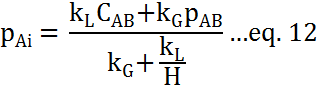 p_Ai = (k_L C_AB + k_G p_AB) / (k_G + k_L/H) ...eq. 12